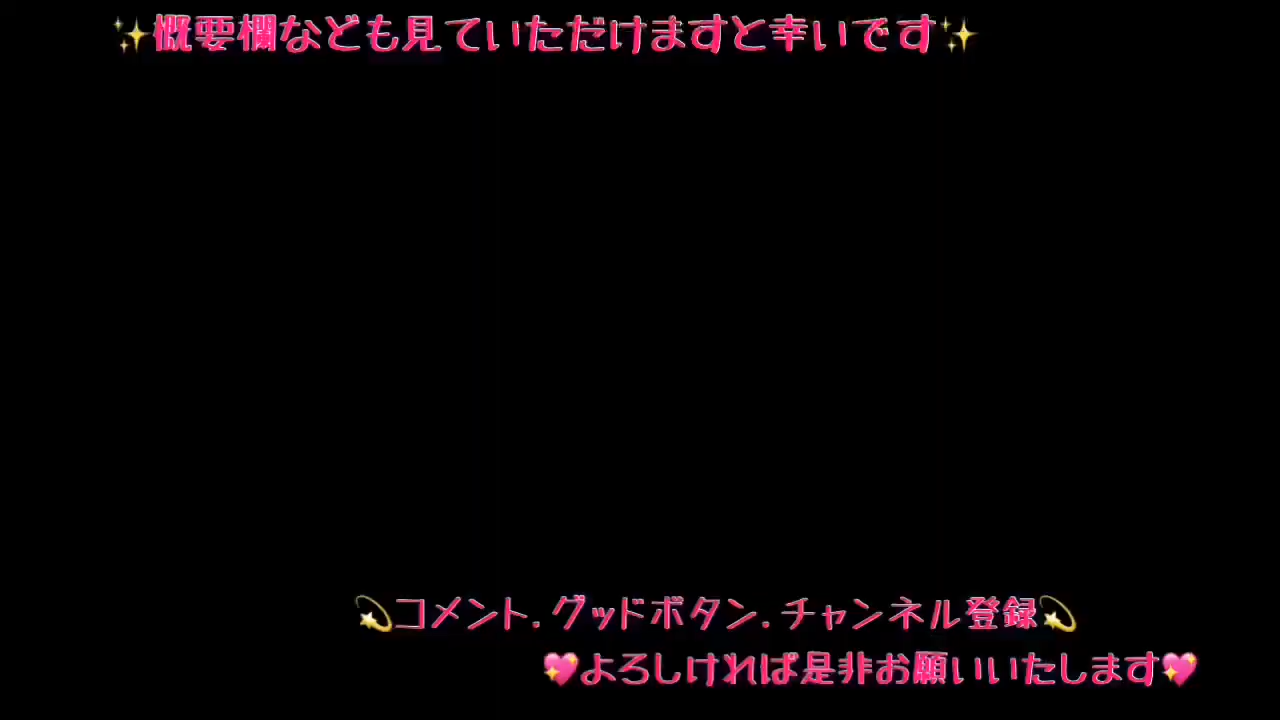 ✨概要欄なども見ていただけますと幸いです✨
💫コメント.グッドボタン.チャンネル登録💫
💖よろしければ是非お願いいたします💖